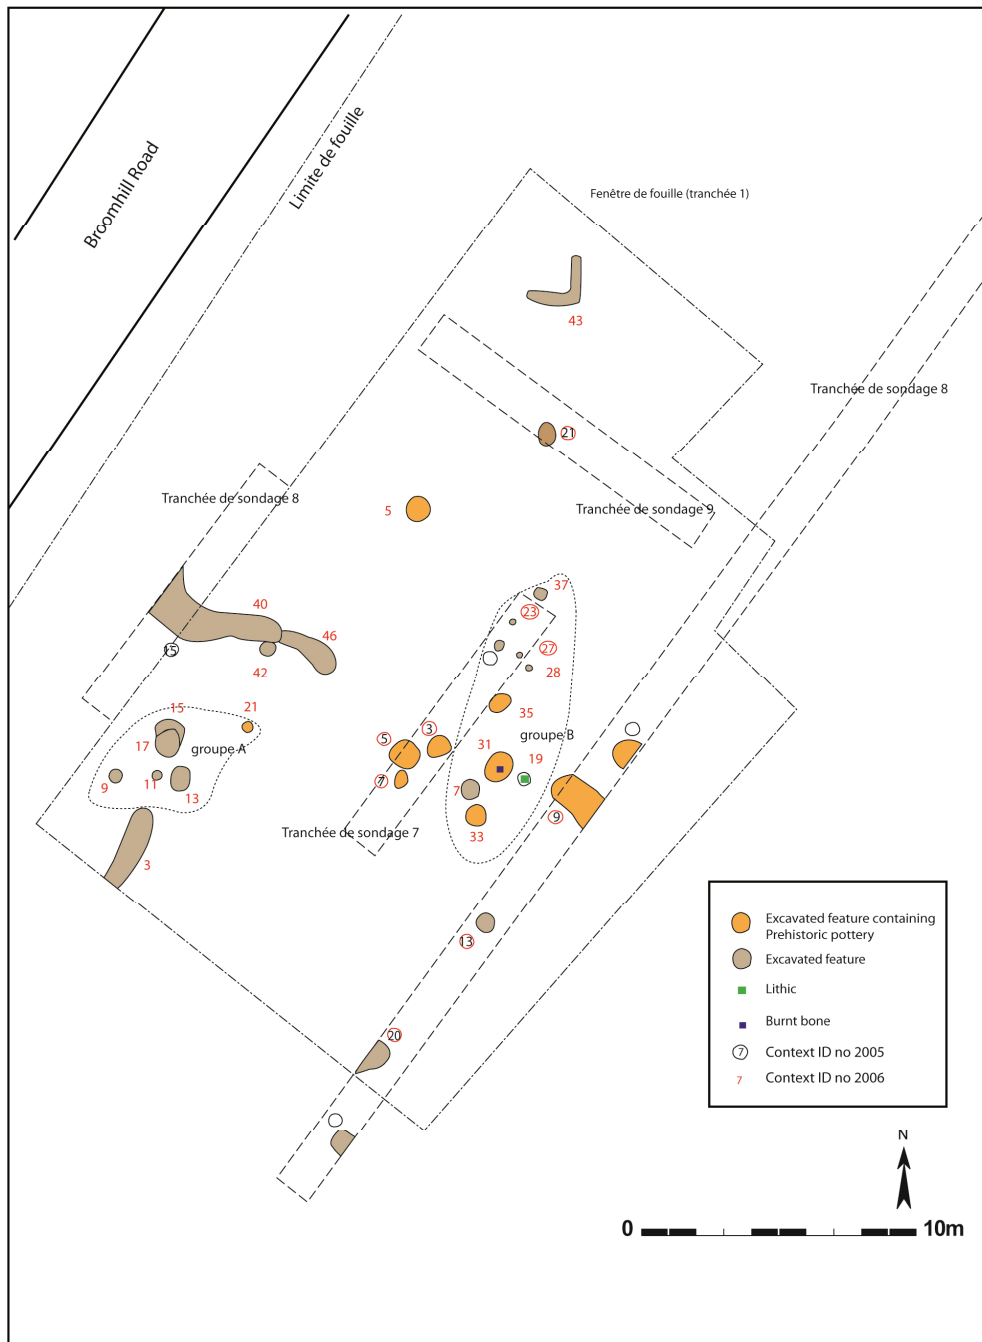 Broomhill Road
Limite de fouille
Fenêtre de fouille (tranchée 1)
43
Tranchée de sondage 8
21
Tranchée de sondage 8
5
Tranchée de sondage 9
37
40
23
46
27
15
42
28
15
21
35
17
groupe A
3
5
31
groupe B
19
9
11
13
7
7
9
Tranchée de sondage 7
33
3
13
20
Excavated feature containing
Prehistoric pottery
Excavated feature
Lithic
Burnt bone
7 Context ID no 2005
7 Context ID no 2006
N
0 10m